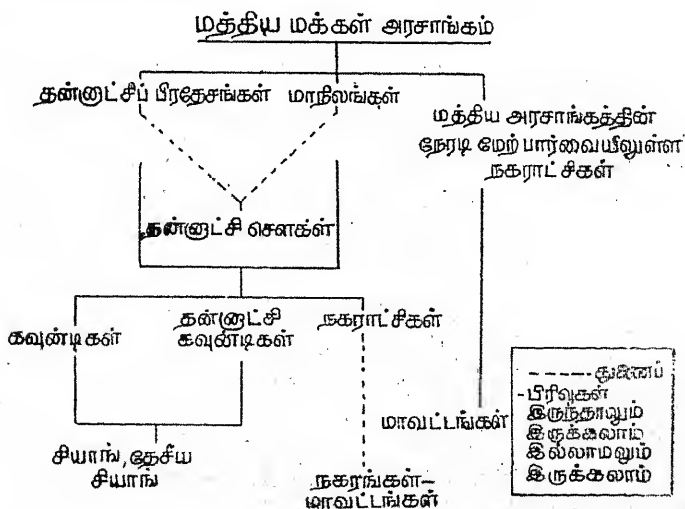 மத்திய மக்கள் அரசாங்கம்
தன்னாட்சிப் பிரதேசங்கள்
மாநிலங்கள்
மத்திய அரசாங்கத்தின்
நேரடி மேற்பார்வையிலுள்ள
நகராட்சிகள்
தன்னாட்சி சௌக்கள்
கவுண்டிகள்
தன்னாட்சி
கவுண்டிகள்
நகராட்சிகள்
மாவட்டங்கள்
சியாங், தேசீய
சியாங்
நகரங்கள்–
மாவட்டங்கள்
------- துணைப்
-பிரிவுகள்
இருந்தாலும்
இருக்கலாம்
இல்லாமலும்
இருக்கலாம்